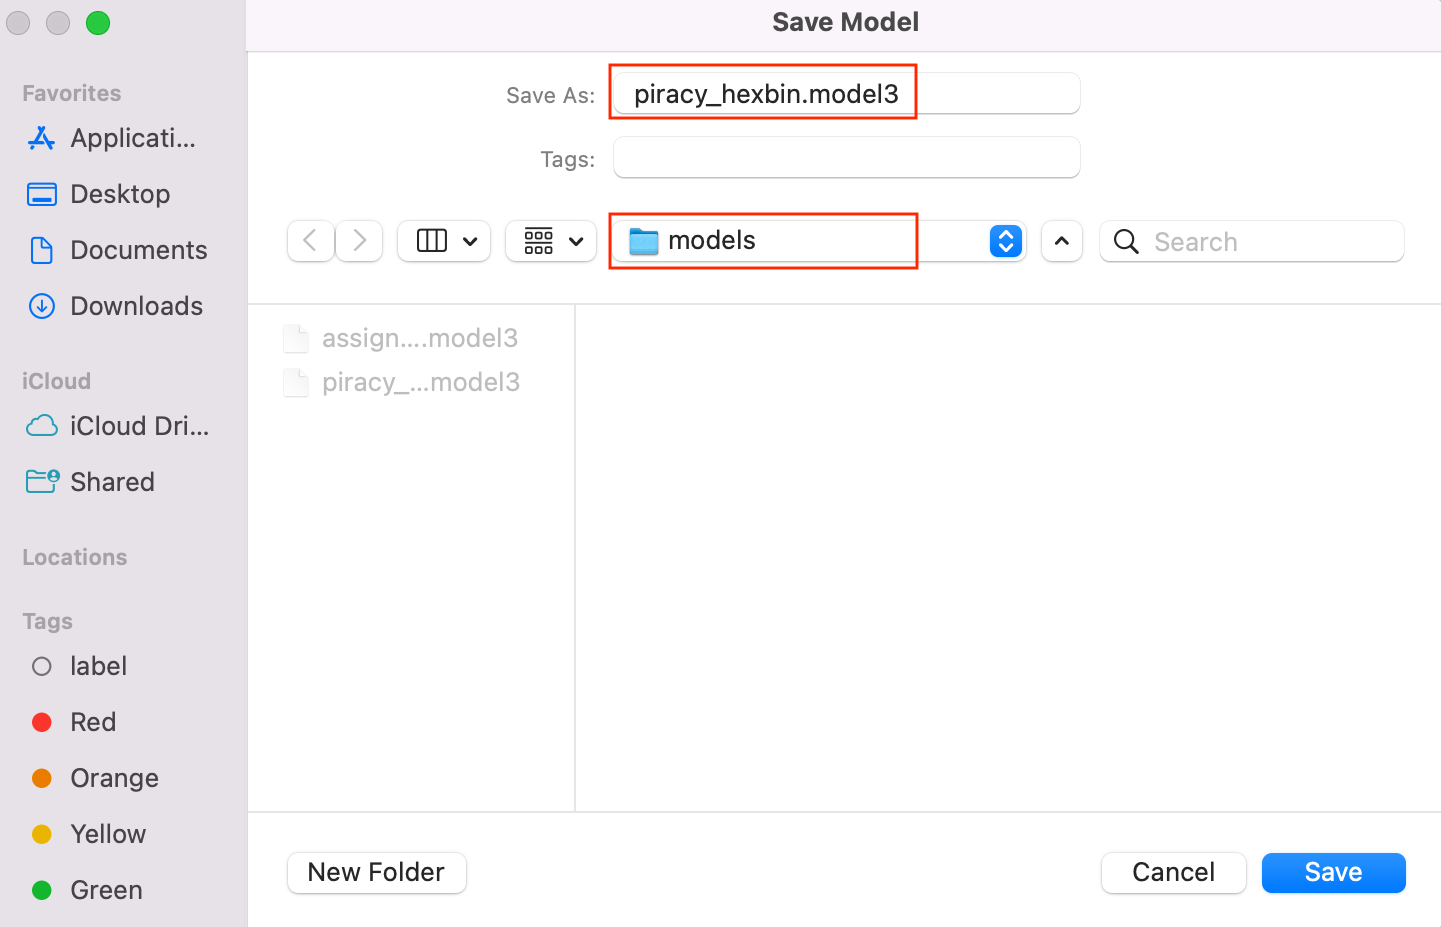 Save Model
Favorites
Applicati...
Desktop
Documents
Downloads
iCloud
iCloud Dri...
Shared
Locations
Tags
label
Red
Orange
Yellow
Green
Save As: piracy_hexbin.model3
Tags:
models
Search
assign....model3
piracy_...model3
New Folder
Cancel
Save